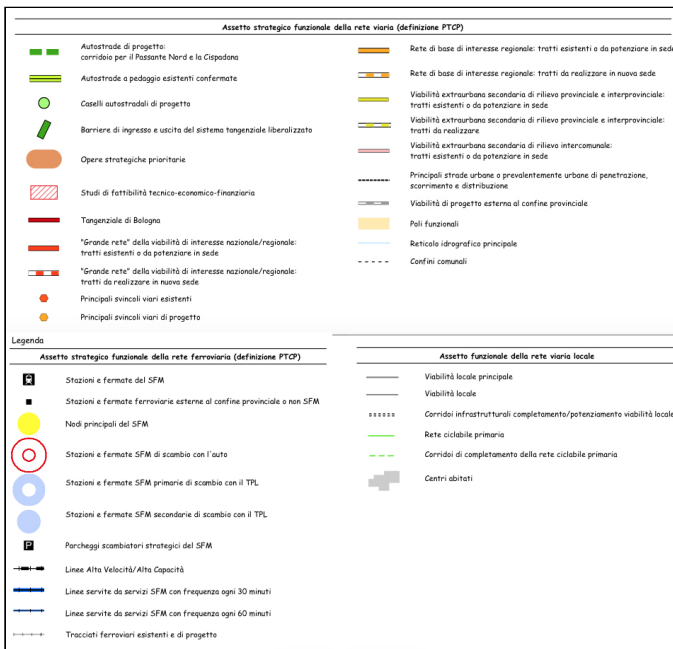 Assetto strategico funzionale della rete viaria (definizione PTCP)
Autostrade di progetto:
corridoio per il Passante Nord e la Cispadana
Autostrade a pedaggio esistenti confermate
Caselli autostradali di progetto
Barriere di ingresso e uscita del sistema tangenziale liberalizzato
Opere strategiche prioritarie
Studi di fattibilità tecnico-economico-finanziaria
Tangenziale di Bologna
"Grande rete" della viabilità di interesse nazionale/regionale:
tratti esistenti o da potenziare in sede
"Grande rete" della viabilità di interesse nazionale/regionale:
tratti da realizzare in nuova sede
Principali svincoli viari esistenti
Principali svincoli viari di progetto
Rete di base di interesse regionale: tratti esistenti o da potenziare in sede
Rete di base di interesse regionale: tratti da realizzare in nuova sede
Viabilità extraurbana secondaria di rilievo provinciale e interprovinciale:
tratti esistenti o da potenziare in sede
Viabilità extraurbana secondaria di rilievo provinciale e interprovinciale:
tratti da realizzare
Viabilità extraurbana secondaria di rilievo intercomunale:
tratti esistenti o da potenziare in sede
Principali strade urbane o prevalentemente urbane di penetrazione,
scorrimento e distribuzione
Viabilità di progetto esterna al confine provinciale
Poli funzionali
Reticolo idrografico principale
Confini comunali
Legenda
Assetto strategico funzionale della rete ferroviaria (definizione PTCP)
Stazioni e fermate del SFM
Stazioni e fermate ferroviarie esterne al confine provinciale o non SFM
Nodi principali del SFM
Stazioni e fermate SFM di scambio con l'auto
Stazioni e fermate SFM primarie di scambio con il TPL
Stazioni e fermate SFM secondarie di scambio con il TPL
P
Parcheggi scambiatori strategici del SFM
Linee Alta Velocità/Alta Capacità
Linee servite da servizi SFM con frequenza ogni 30 minuti
Linee servite da servizi SFM con frequenza ogni 60 minuti
Tracciati ferroviari esistenti e di progetto
Assetto funzionale della rete viaria locale
Viabilità locale principale
Viabilità locale
Corridoi infrastrutturali completamento/potenziamento viabilità locale
Rete ciclabile primaria
Corridoi di completamento della rete ciclabile primaria
Centri abitati